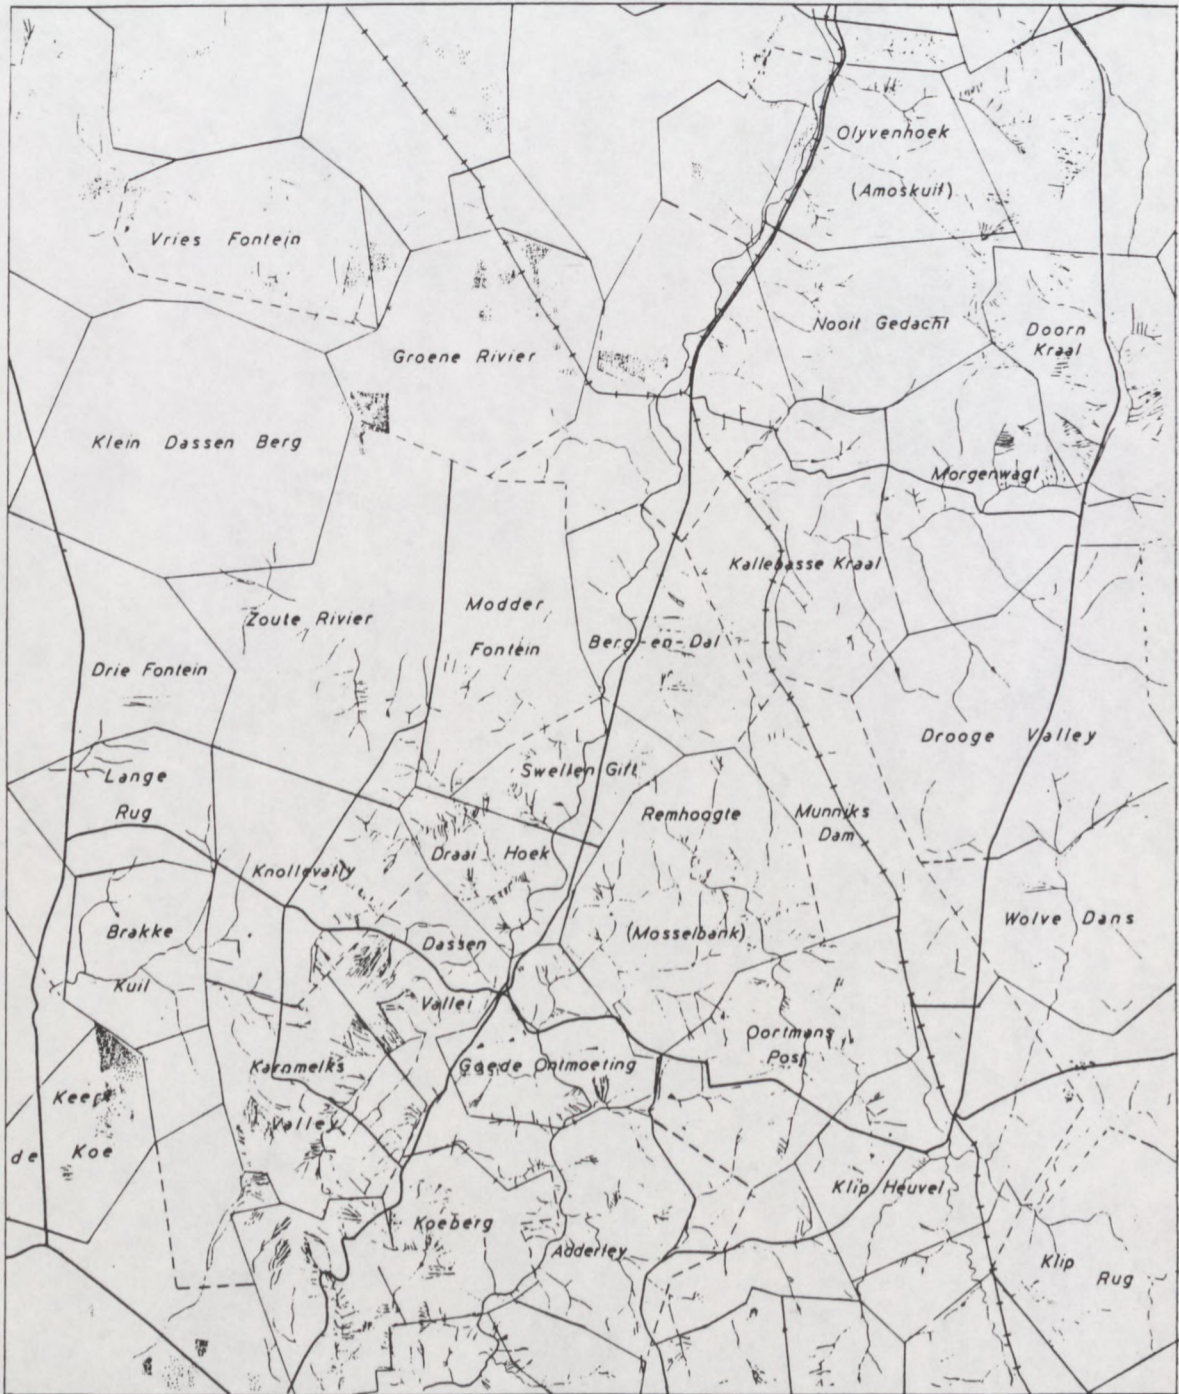 Olyvenhoek
(Amoskuil)
Vries Fontein
Nooit Gedacht
Doorn
Kraal
Groene Rivier
Klein Dassen Berg
Morgenwagt
Kallebasse Kraal
Modder
Fontein
Zoute Rivier
Berg-en-Dal
Drie Fontein
Drooge Valley
Lange
Rug
Swellen Gift
Remhoogte
Munniks
Dam
Draai Hoek
Knollevally
Brakke
Kuil
Dassen
Vallei
(Mosselbank)
Wolve Dans
Oortmans
Post
Goede Ontmoeting
Karnmelks
Valley
Keer
de Koe
Klip Heuvel
Koeberg
Adderley
Klip Rug